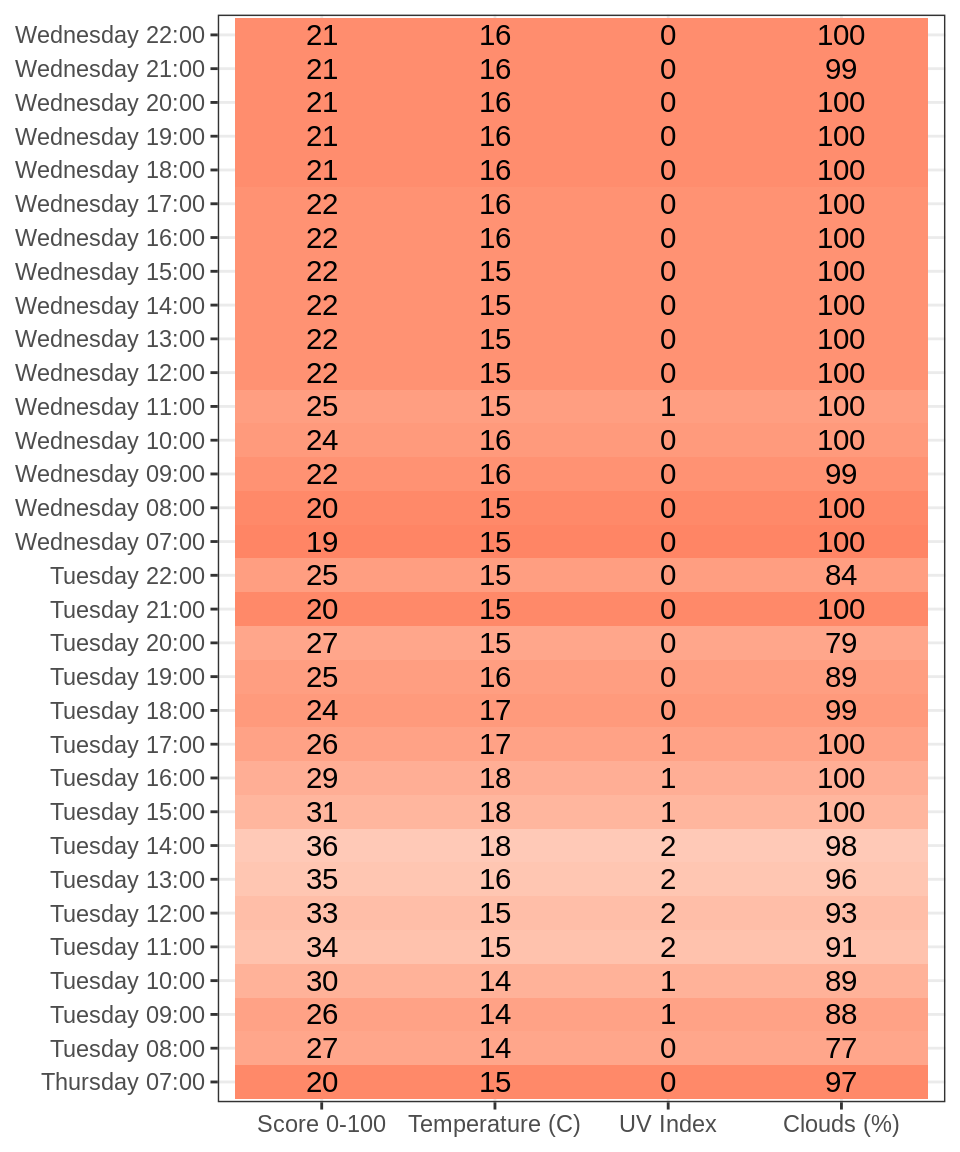 Wednesday 22:00 21 16 0 100
Wednesday 21:00 21 16 0 99
Wednesday 20:00 21 16 0 100
Wednesday 19:00 21 16 0 100
Wednesday 18:00 21 16 0 100
Wednesday 17:00 22 16 0 100
Wednesday 16:00 22 16 0 100
Wednesday 15:00 22 15 0 100
Wednesday 14:00 22 15 0 100
Wednesday 13:00 22 15 0 100
Wednesday 12:00 22 15 0 100
Wednesday 11:00 25 15 1 100
Wednesday 10:00 24 16 0 100
Wednesday 09:00 22 16 0 99
Wednesday 08:00 20 15 0 100
Wednesday 07:00 19 15 0 100
Tuesday 22:00 25 15 0 84
Tuesday 21:00 20 15 0 100
Tuesday 20:00 27 15 0 79
Tuesday 19:00 25 16 0 89
Tuesday 18:00 24 17 0 99
Tuesday 17:00 26 17 1 100
Tuesday 16:00 29 18 1 100
Tuesday 15:00 31 18 1 100
Tuesday 14:00 36 18 2 98
Tuesday 13:00 35 16 2 96
Tuesday 12:00 33 15 2 93
Tuesday 11:00 34 15 2 91
Tuesday 10:00 30 14 1 89
Tuesday 09:00 26 14 1 88
Tuesday 08:00 27 14 0 77
Thursday 07:00 20 15 0 97
Score 0-100 Temperature (C) UV Index Clouds (%)